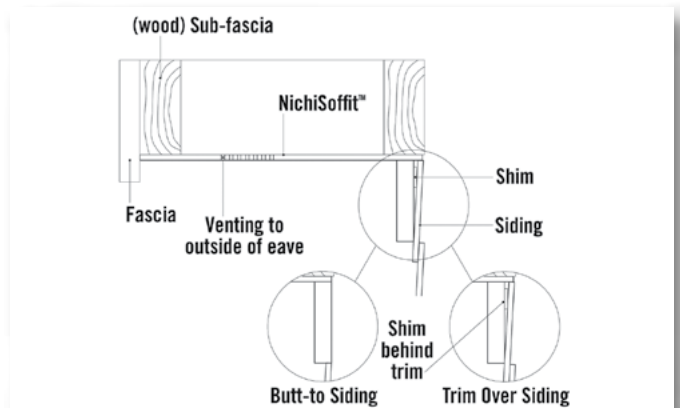 (wood) Sub-fascia
NichiSoffit™
Shim
Fascia
Venting to
outside of eave
Siding
Shim
behind
trim
Butt-to Siding
Trim Over Siding